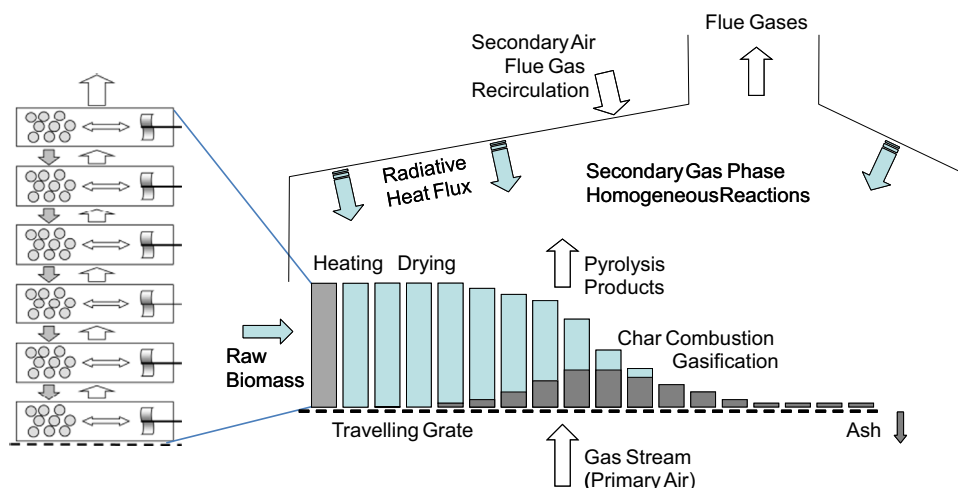 Flue Gases
Secondary Air
Flue Gas
Recirculation
Radiative
Heat Flux
Secondary Gas Phase
Homogeneous Reactions
Heating
Drying
Pyrolysis
Products
Raw
Biomass
Char Combustion
Gasification
Travelling Grate
Ash
Gas Stream
(Primary Air)